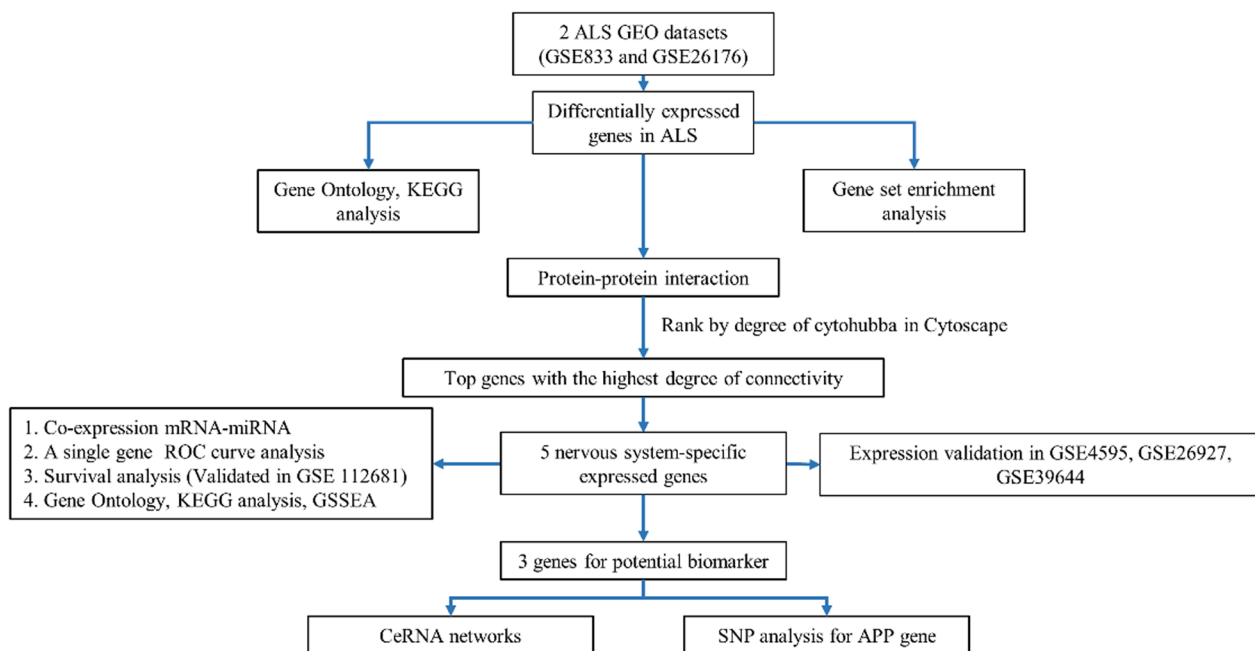 2 ALS GEO datasets
(GSE833 and GSE26176)
Differentially expressed
genes in ALS
Gene Ontology, KEGG
analysis
Gene set enrichment
analysis
Protein-protein interaction
Rank by degree of cytohubba in Cytoscape
Top genes with the highest degree of connectivity
1. Co-expression mRNA-miRNA
2. A single gene ROC curve analysis
3. Survival analysis (Validated in GSE 112681)
4. Gene Ontology, KEGG analysis, GSSEA
5 nervous system-specific
expressed genes
Expression validation in GSE4595, GSE26927,
GSE39644
3 genes for potential biomarker
CeRNA networks
SNP analysis for APP gene